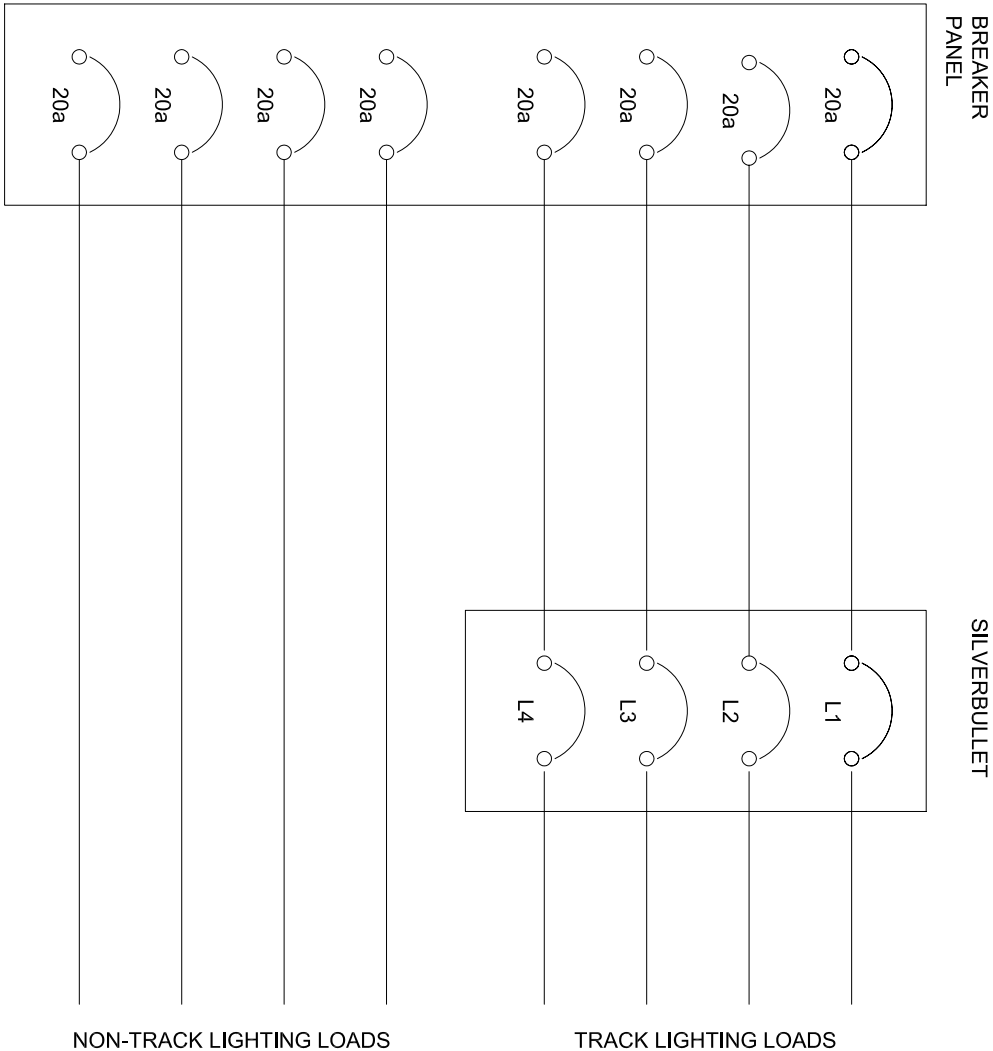 BREAKER
PANEL
20a
20a
20a
20a
20a
20a
20a
20a
SILVERBULLET
L4
L3
L2
L1
NON-TRACK LIGHTING LOADS
TRACK LIGHTING LOADS